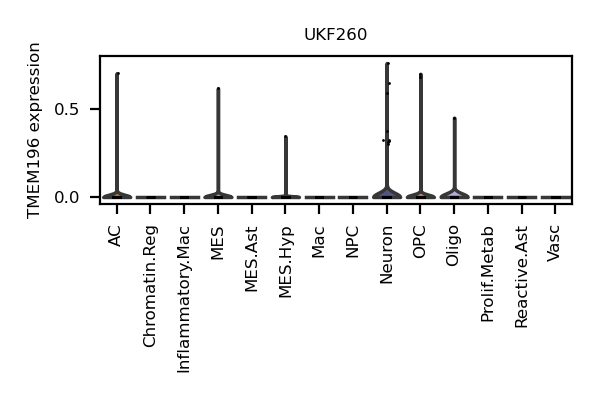 UKF260
TMEM196 expression
0.5
0.0
AC
Chromatin.Reg
Inflammatory.Mac
MES
MES.Ast
MES.Hyp
Mac
NPC
Neuron
OPC
Oligo
Prolif.Metab
Reactive.Ast
Vasc